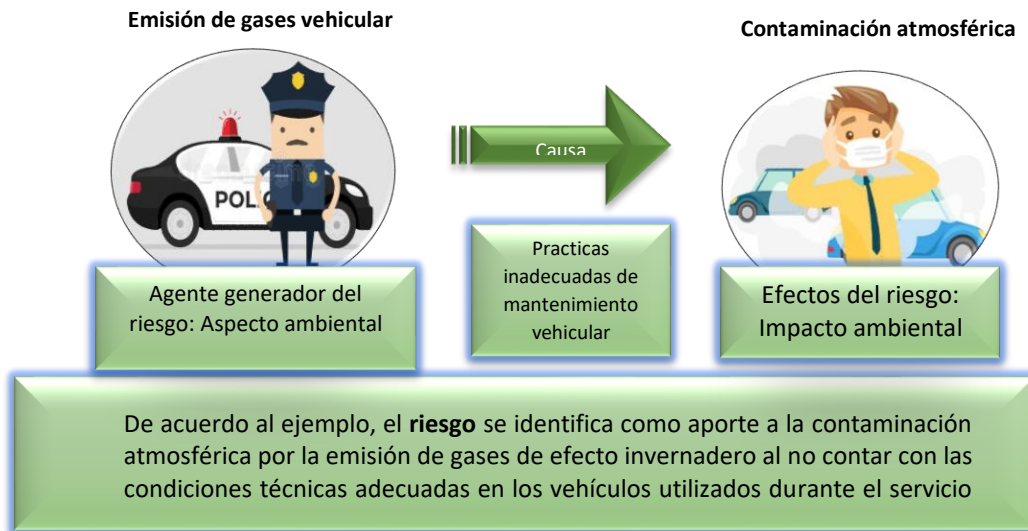 Emisión de gases vehicular
Contaminación atmosférica
POLI
Causa
Practicas
inadecuadas de
mantenimiento
vehicular
Agente generador del
riesgo: Aspecto ambiental
Efectos del riesgo:
Impacto ambiental
De acuerdo al ejemplo, el riesgo se identifica como aporte a la contaminación
atmosférica por la emisión de gases de efecto invernadero al no contar con las
condiciones técnicas adecuadas en los vehículos utilizados durante el servicio